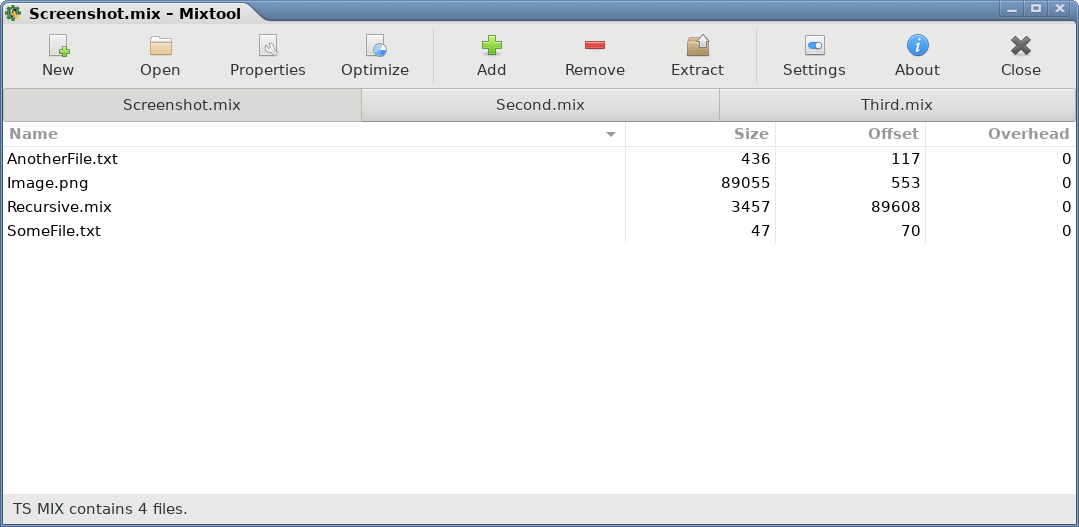 Screenshot.mix – Mixtool
New Open Properties Optimize Add Remove Extract Settings About Close
Screenshot.mix Second.mix Third.mix
Name Size Offset Overhead
AnotherFile.txt 436 117 0
Image.png 89055 553 0
Recursive.mix 3457 89608 0
SomeFile.txt 47 70 0
TS MIX contains 4 files.